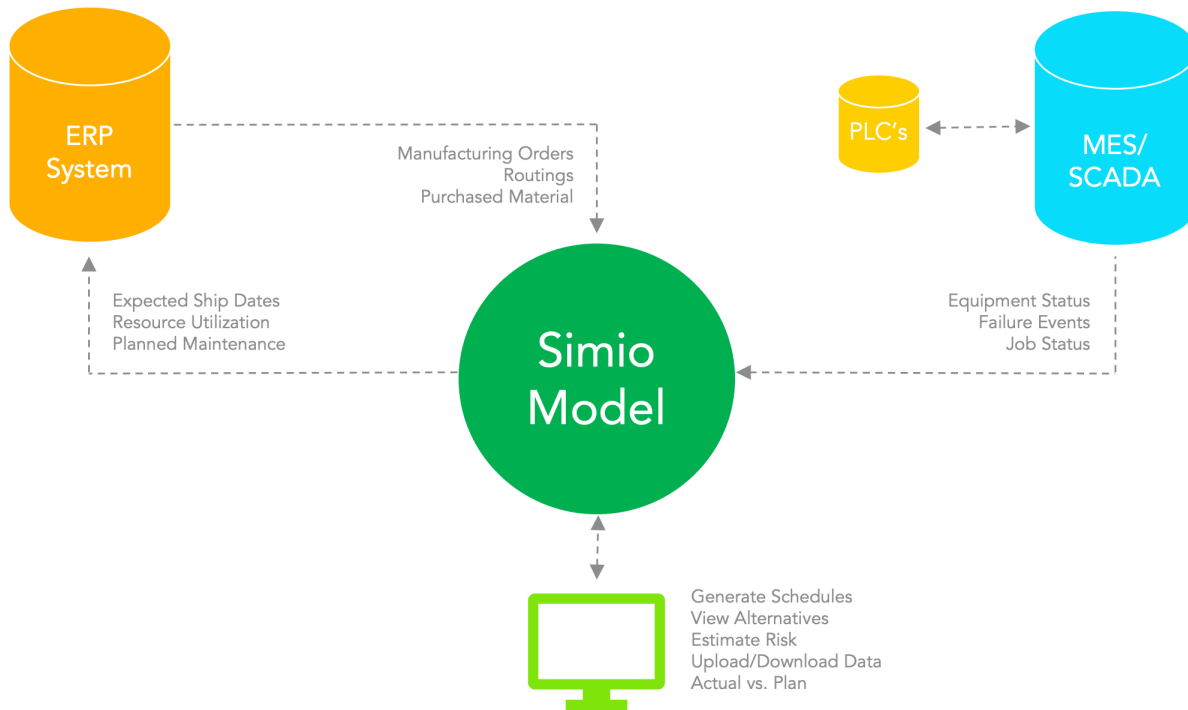 ERP
System
PLC's
MES/
SCADA
Manufacturing Orders
Routings
Purchased Material
Expected Ship Dates
Resource Utilization
Planned Maintenance
Equipment Status
Failure Events
Job Status
Simio
Model
Generate Schedules
View Alternatives
Estimate Risk
Upload/Download Data
Actual vs. Plan